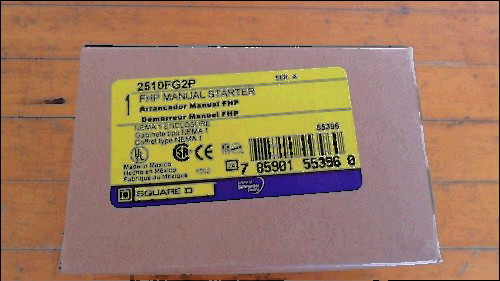 2510FG2P SER. A
1 FHP MANUAL STARTER
Arrancador Manual FHP
Démarreur Manuel FHP
NEMA 1 ENCLOSURE
Gabinete tipo NEMA 1
Coffret type NEMA 1
55396
UL CE
Made in Mexico
Hecho en México
Fabriqué au Mexique
7 85901 55396 0
SQUARE D